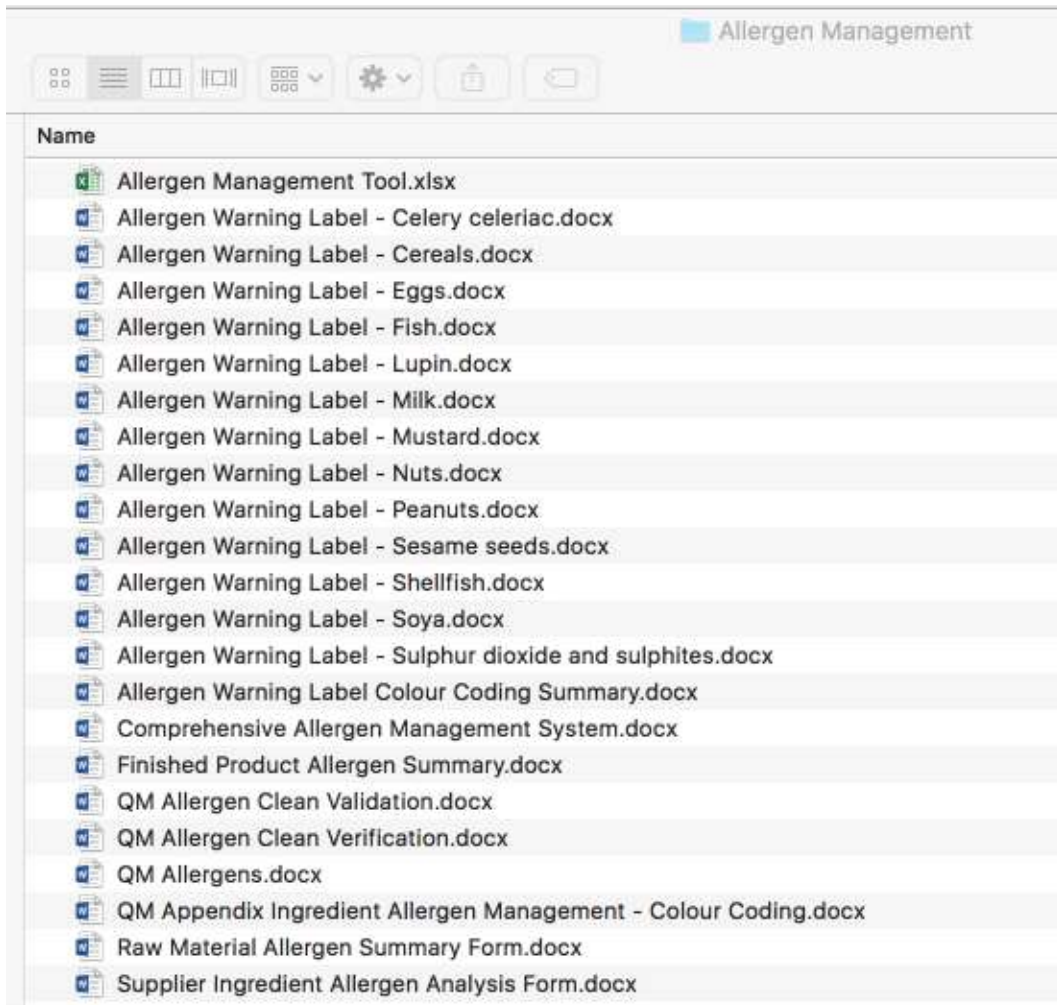 Allergen Management
Name
Allergen Management Tool.xlsx
Allergen Warning Label - Celery celeriac.docx
Allergen Warning Label - Cereals.docx
Allergen Warning Label - Eggs.docx
Allergen Warning Label - Fish.docx
Allergen Warning Label - Lupin.docx
Allergen Warning Label - Milk.docx
Allergen Warning Label - Mustard.docx
Allergen Warning Label - Nuts.docx
Allergen Warning Label - Peanuts.docx
Allergen Warning Label - Sesame seeds.docx
Allergen Warning Label - Shellfish.docx
Allergen Warning Label - Soya.docx
Allergen Warning Label - Sulphur dioxide and sulphites.docx
Allergen Warning Label Colour Coding Summary.docx
Comprehensive Allergen Management System.docx
Finished Product Allergen Summary.docx
QM Allergen Clean Validation.docx
QM Allergen Clean Verification.docx
QM Allergens.docx
QM Appendix Ingredient Allergen Management - Colour Coding.docx
Raw Material Allergen Summary Form.docx
Supplier Ingredient Allergen Analysis Form.docx